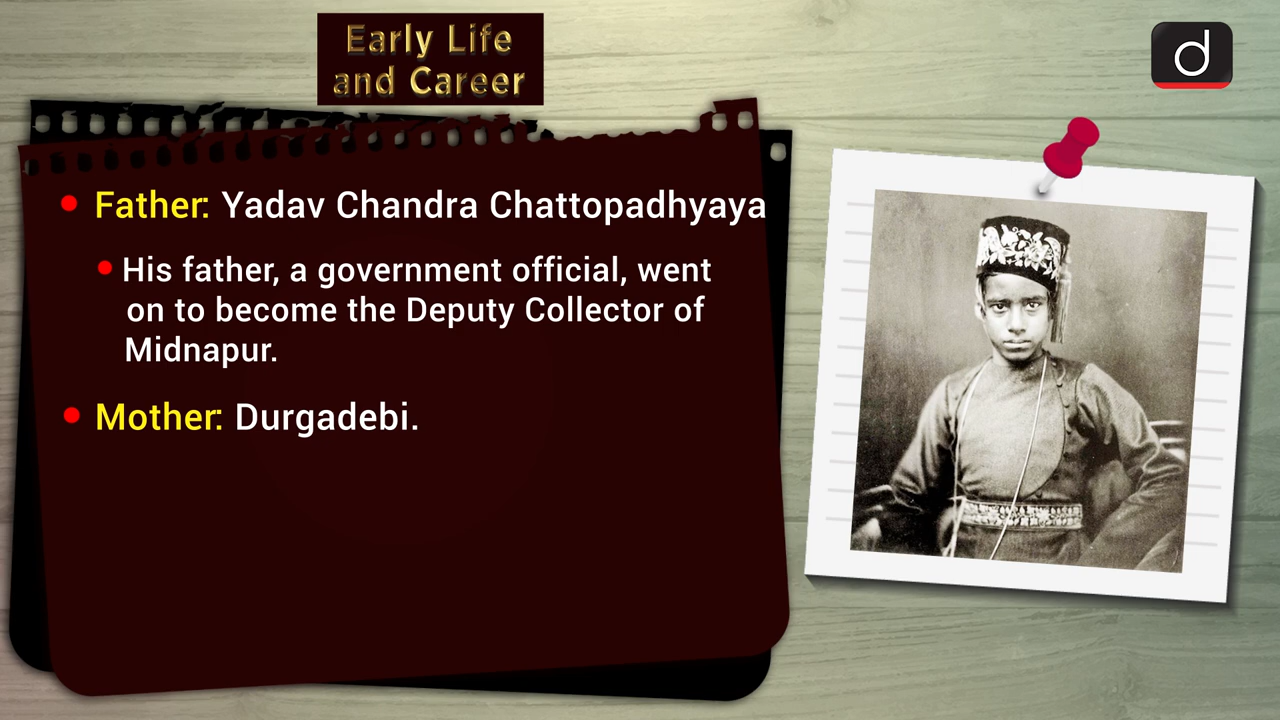 Early Life
and Career
d
Father: Yadav Chandra Chattopadhyaya
His father, a government official, went
on to become the Deputy Collector of
Midnapur.
Mother: Durgadebi.